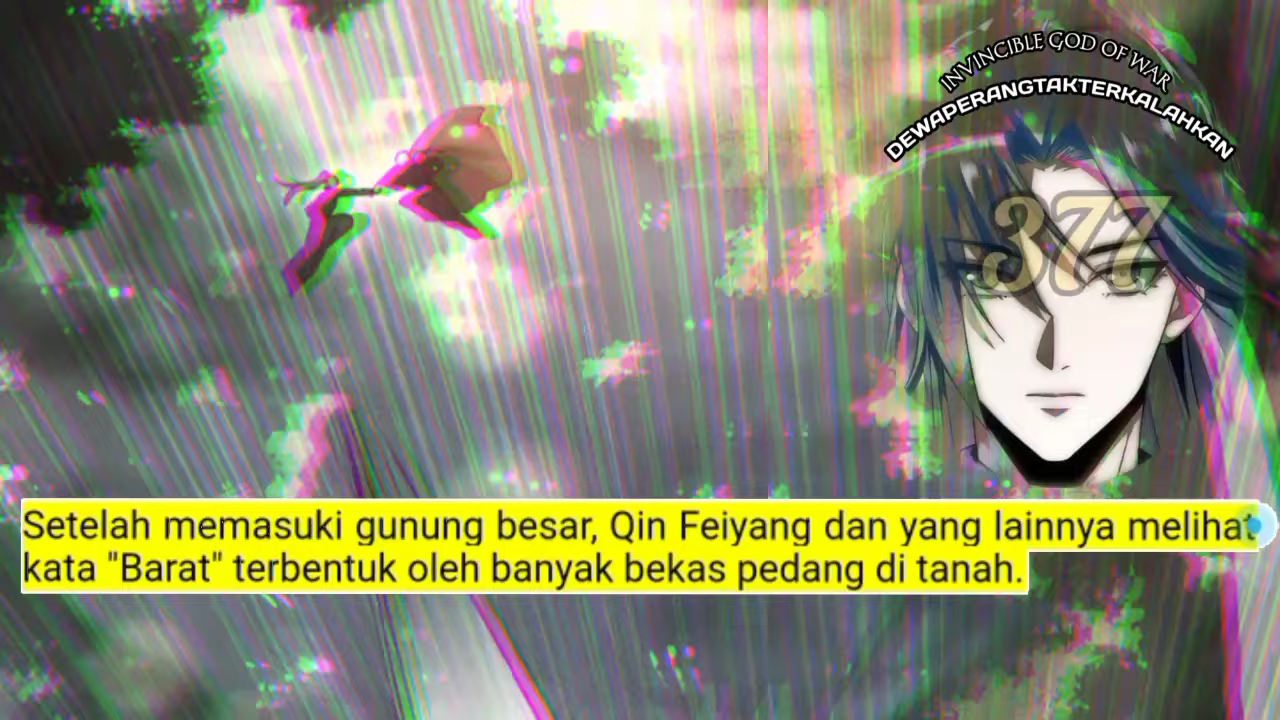 INVINCIBLE GOD OF WAR
DEWAPERANGTAKTERKALAHKAN
377
Setelah memasuki gunung besar, Qin Feiyang dan yang lainnya melihat
kata "Barat" terbentuk oleh banyak bekas pedang di tanah.